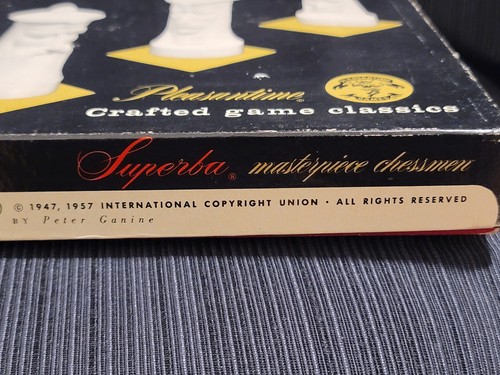 Pleasantime®
Crafted game classics
Superba® masterpiece chessmen
© 1947, 1957 INTERNATIONAL COPYRIGHT UNION · ALL RIGHTS RESERVED
BY Peter Ganine